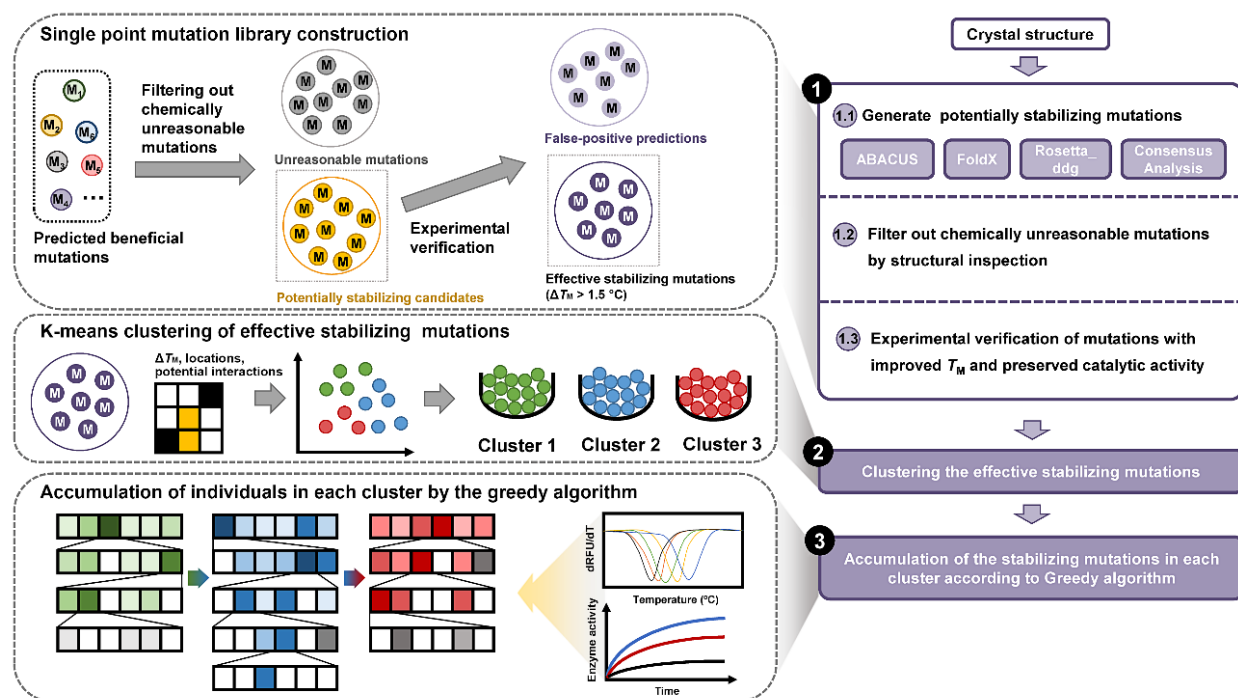 Single point mutation library construction
M1
M2
M6
M3
M5
M4 ...
Predicted beneficial
mutations
Filtering out
chemically
unreasonable
mutations
M M M M M M M M M
Unreasonable mutations
M M M M M M M M M
Potentially stabilizing candidates
Experimental
verification
M M M M M M M
False-positive predictions
M M M M M M M
Effective stabilizing mutations
(ΔTM > 1.5 °C)
K-means clustering of effective stabilizing mutations
M M M M M M M
ΔTM, locations,
potential interactions
Cluster 1
Cluster 2
Cluster 3
Accumulation of individuals in each cluster by the greedy algorithm
dRFU/dT
Temperature (°C)
Enzyme activity
Time
Crystal structure
1
1.1 Generate potentially stabilizing mutations
ABACUS
FoldX
Rosetta_
ddg
Consensus
Analysis
1.2 Filter out chemically unreasonable mutations
by structural inspection
1.3 Experimental verification of mutations with
improved TM and preserved catalytic activity
2
Clustering the effective stabilizing mutations
3
Accumulation of the stabilizing mutations in each
cluster according to Greedy algorithm